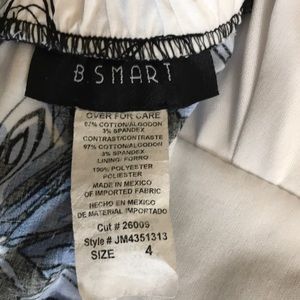 B SMART
OVER FOR CARE
97% COTTON/ALGODON
3% SPANDEX
CONTRAST/CONTRASTE
97% COTTON/ALGODON
3% SPANDEX
LINING/FORRO
100% POLYESTER
POLIESTER
MADE IN MEXICO
OF IMPORTED FABRIC
HECHO EN MEXICO
DE MATERIAL IMPORTADO
Cut # 26009
Style # JM4351313
SIZE 4